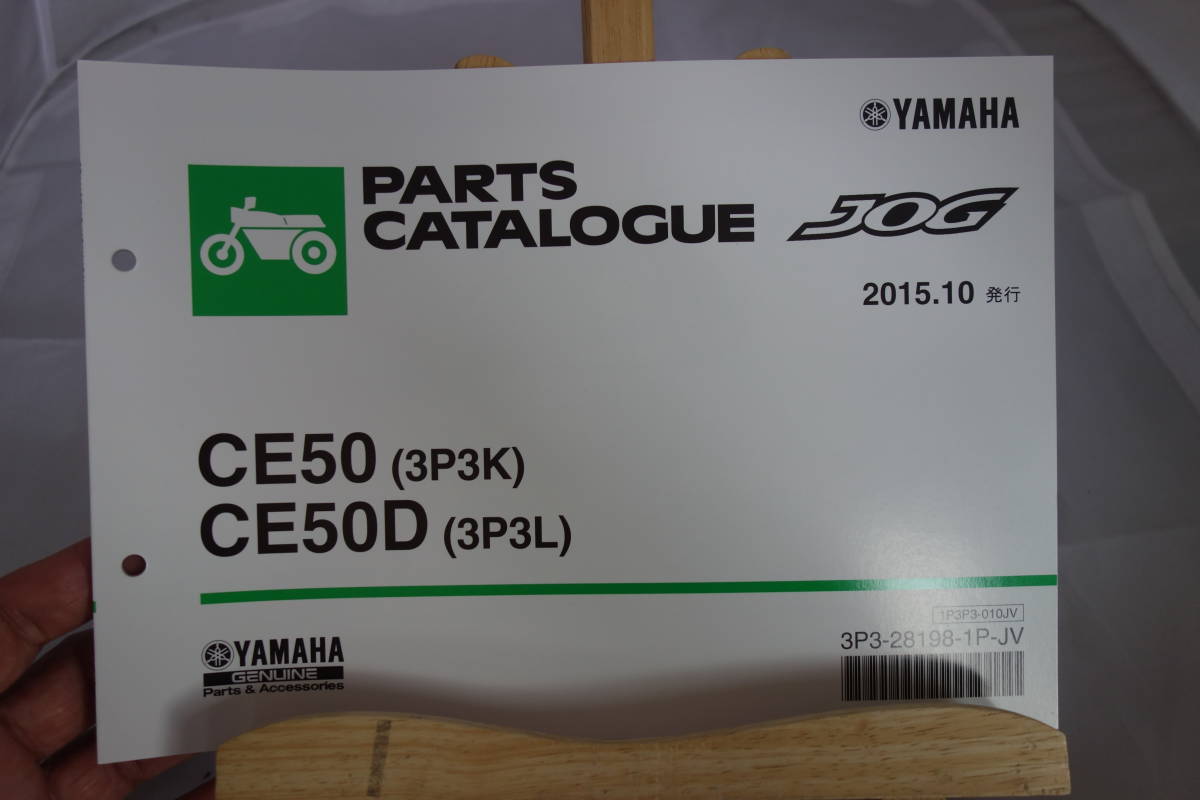 YAMAHA
PARTS
CATALOGUE
JOG
2015.10 発行
CE50 (3P3K)
CE50D (3P3L)
1P3P3-010JV
3P3-28198-1P-JV
YAMAHA
GENUINE
Parts & Accessories